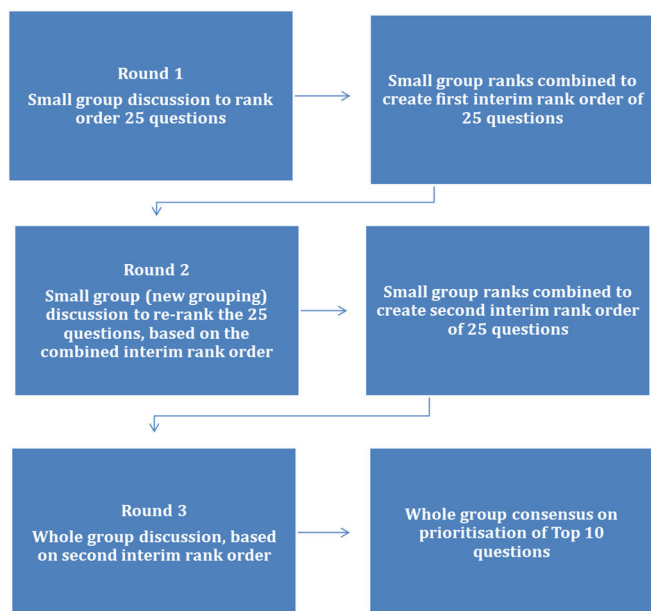 Round 1
Small group discussion to rank
order 25 questions
Small group ranks combined to
create first interim rank order of
25 questions
Round 2
Small group (new grouping)
discussion to re-rank the 25
questions, based on the
combined interim rank order
Small group ranks combined to
create second interim rank order
of 25 questions
Round 3
Whole group discussion, based
on second interim rank order
Whole group consensus on
prioritisation of Top 10
questions